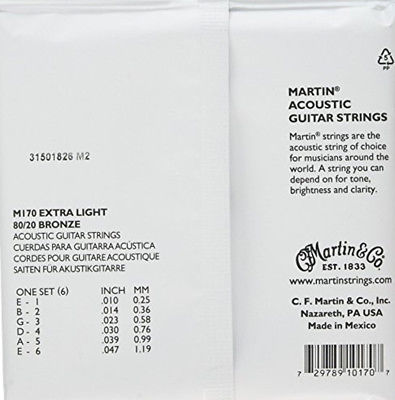 31501826 M2
M170 EXTRA LIGHT
80/20 BRONZE
ACOUSTIC GUITAR STRINGS
CUERDAS PARA GUITARRA ACÚSTICA
CORDES POUR GUITARE ACOUSTIQUE
SAITEN FÜR AKUSTIKGITARRE
ONE SET (6) INCH MM
E - 1 .010 0.25
B - 2 .014 0.36
G - 3 .023 0.58
D - 4 .030 0.76
A - 5 .039 0.99
E - 6 .047 1.19
5
PP
MARTIN®
ACOUSTIC
GUITAR STRINGS
Martin® strings are the
acoustic string of choice
for musicians around the
world. A string you can
depend on for tone,
brightness and clarity.
Martin & Co.
EST. 1833
www.martinstrings.com
C. F. Martin & Co., Inc.
Nazareth, PA USA
Made in Mexico
7 29789 10170 7